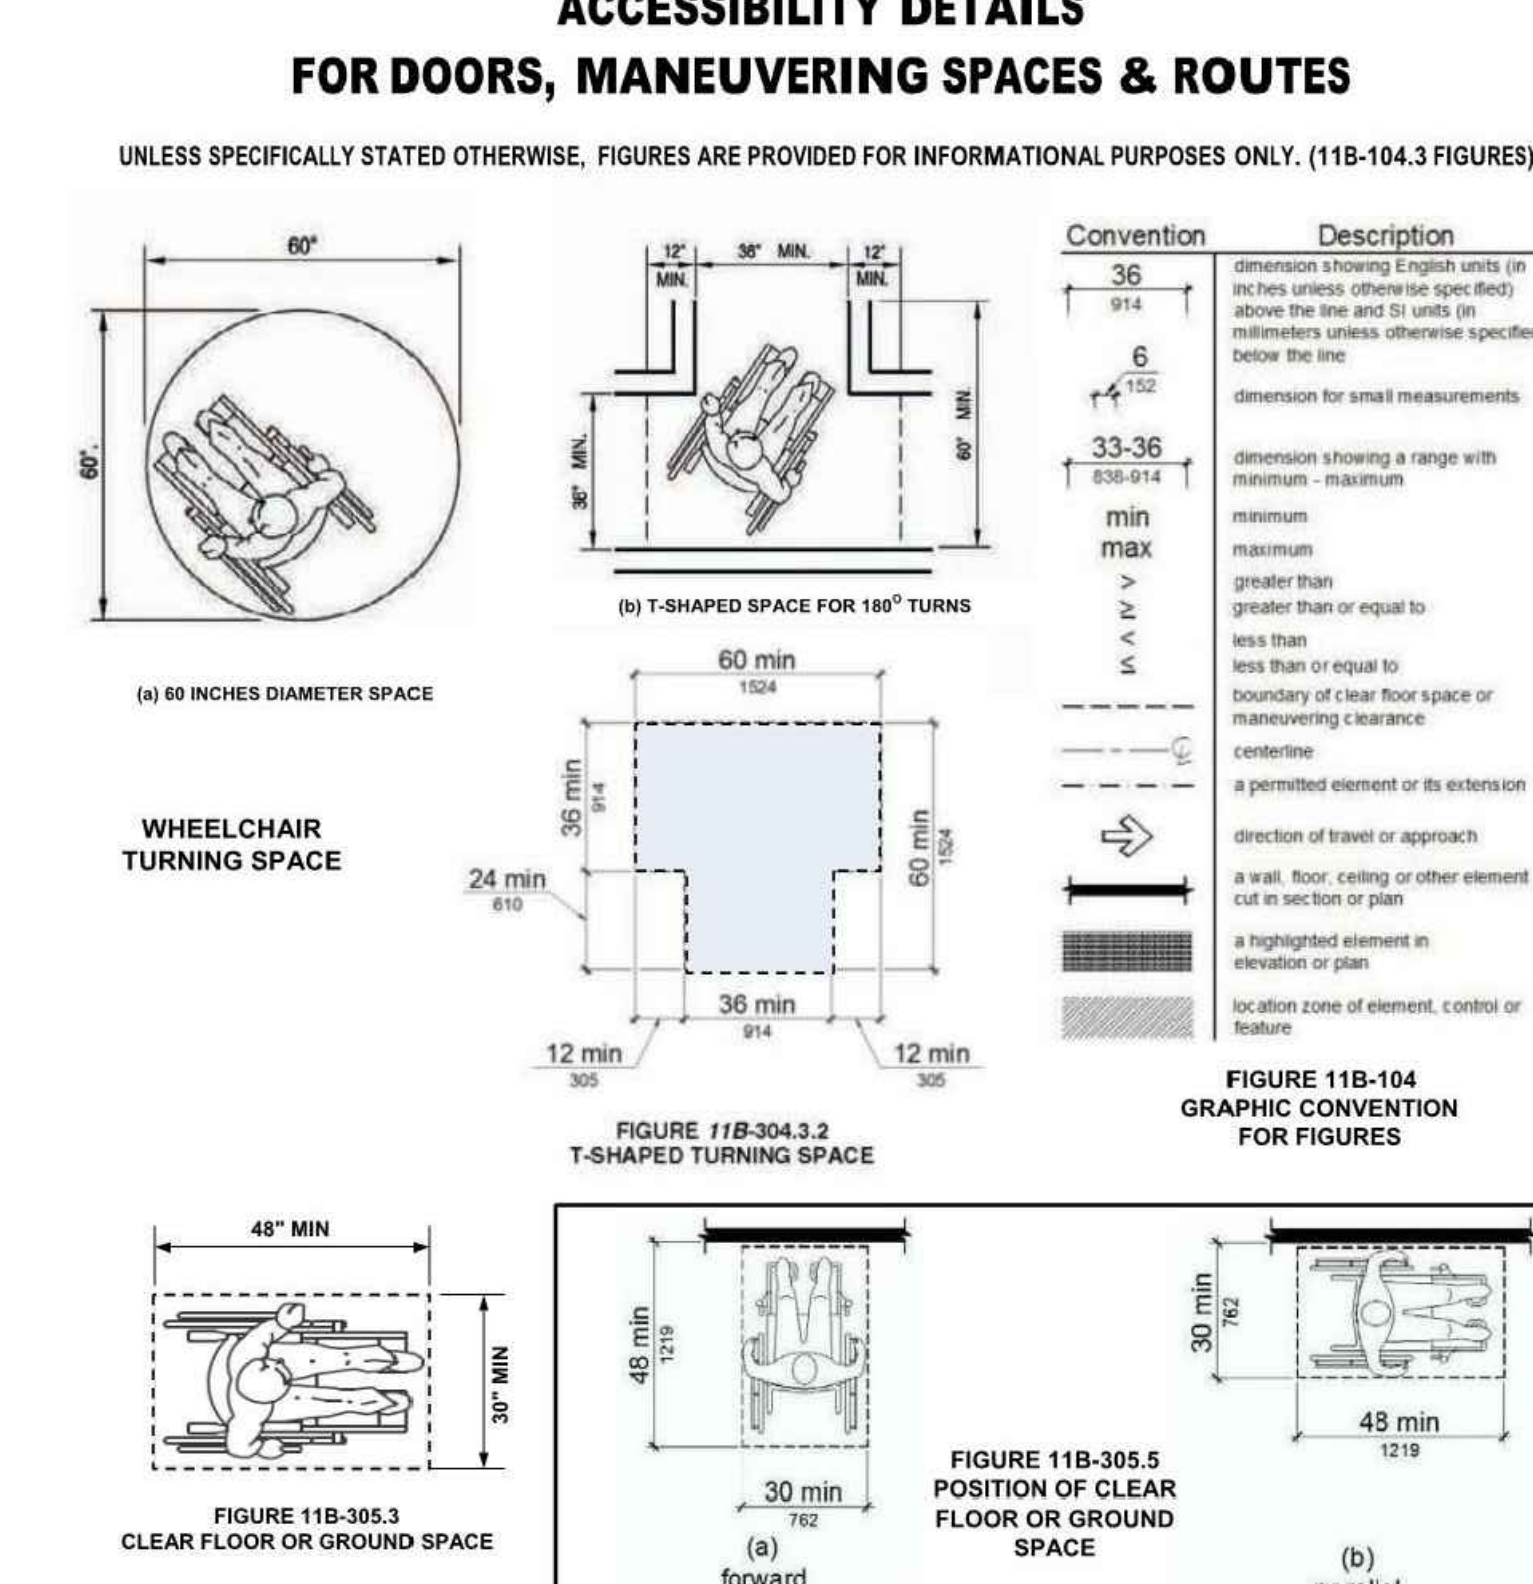 ACCESSIBILITY DETAILS
FOR DOORS, MANEUVERING SPACES & ROUTES
UNLESS SPECIFICALLY STATED OTHERWISE, FIGURES ARE PROVIDED FOR INFORMATIONAL PURPOSES ONLY. (11B-104.3 FIGURES)
60"
60".
(a) 60 INCHES DIAMETER SPACE
12" 36" MIN. 12"
MIN. MIN.
36" MIN.
60" MIN.
(b) T-SHAPED SPACE FOR 180° TURNS
WHEELCHAIR
TURNING SPACE
60 min
1524
36 min
914
24 min
610
60 min
1524
36 min
914
12 min
305
12 min
305
FIGURE 11B-304.3.2
T-SHAPED TURNING SPACE
Convention Description
36
914
dimension showing English units (in
inches unless otherwise specified)
above the line and SI units (in
millimeters unless otherwise specifie
below the line
6
152
dimension for small measurements
33-36
838-914
dimension showing a range with
minimum - maximum
min minimum
max maximum
> greater than
≥ greater than or equal to
< less than
≤ less than or equal to
boundary of clear floor space or
maneuvering clearance
centerline
a permitted element or its extension
direction of travel or approach
a wall, floor, ceiling or other element
cut in section or plan
a highlighted element in
elevation or plan
location zone of element, control or
feature
FIGURE 11B-104
GRAPHIC CONVENTION
FOR FIGURES
48" MIN
30" MIN
FIGURE 11B-305.3
CLEAR FLOOR OR GROUND SPACE
48 min
1219
30 min
762
(a)
forward
FIGURE 11B-305.5
POSITION OF CLEAR
FLOOR OR GROUND
SPACE
30 min
762
48 min
1219
(b)